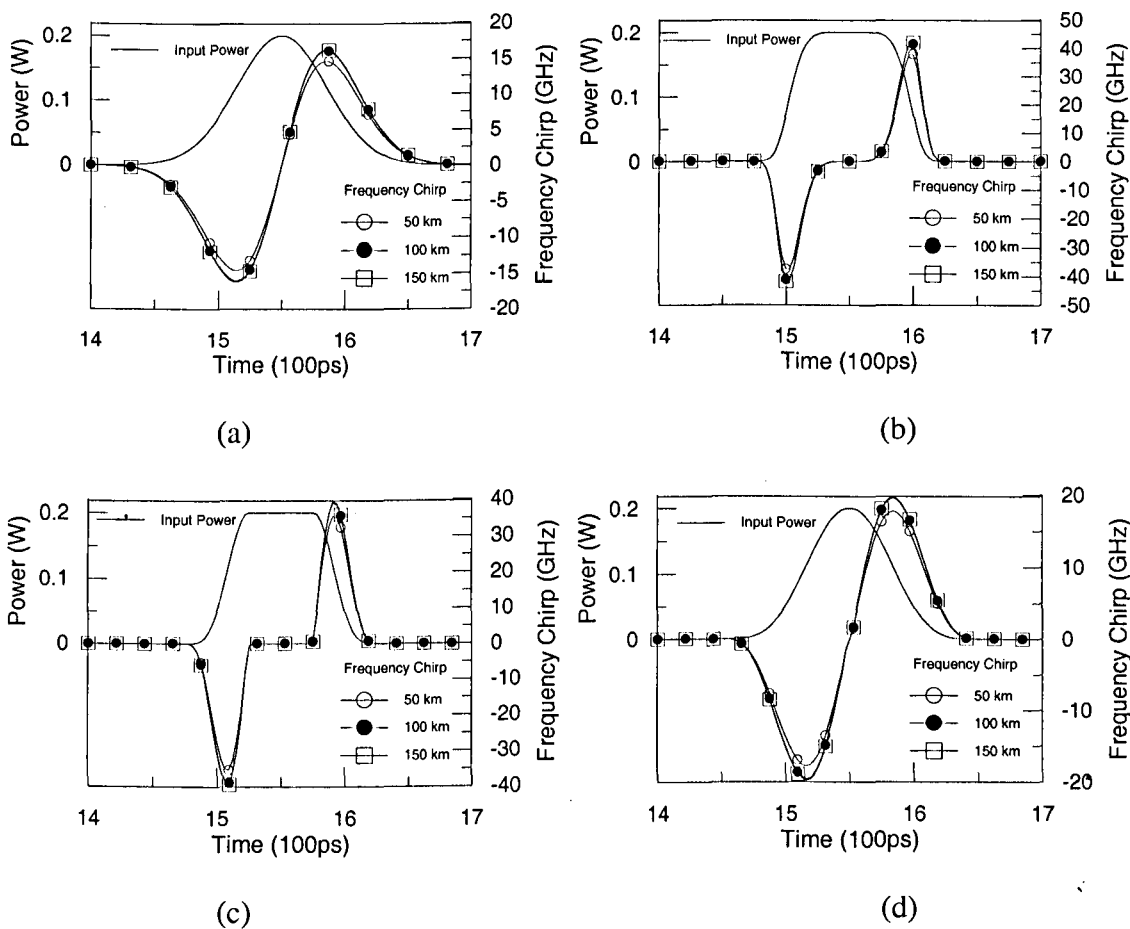 Power (W)
0.2
0.1
0
Input Power
Frequency Chirp
50 km
100 km
150 km
20
15
10
5
0
-5
-10
-15
-20
Frequency Chirp (GHz)
14 15 16 17
Time (100ps)
(a)
Power (W)
0.2
0.1
0
Input Power
Frequency Chirp
50 km
100 km
150 km
50
40
30
20
10
0
-10
-20
-30
-40
-50
Frequency Chirp (GHz)
14 15 16 17
Time (100ps)
(b)
Power (W)
0.2
0.1
0
Input Power
Frequency Chirp
50 km
100 km
150 km
40
30
20
10
0
-10
-20
-30
-35
-40
Frequency Chirp (GHz)
14 15 16 17
Time (100ps)
(c)
Power (W)
0.2
0.1
0
Input Power
Frequency Chirp
50 km
100 km
150 km
20
10
0
-10
-20
Frequency Chirp (GHz)
14 15 16 17
Time (100ps)
(d)